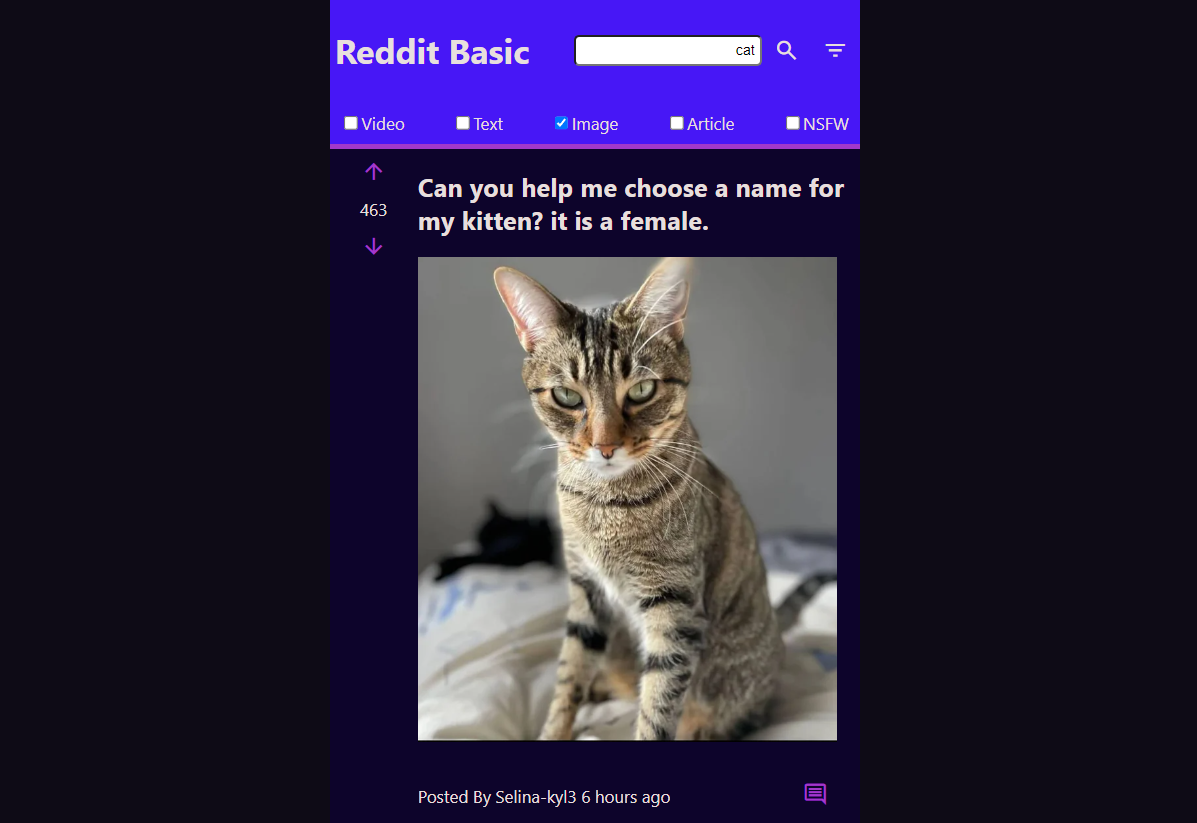 Reddit Basic
cat
Video Text Image Article NSFW
463
Can you help me choose a name for
my kitten? it is a female.
Posted By Selina-kyl3 6 hours ago